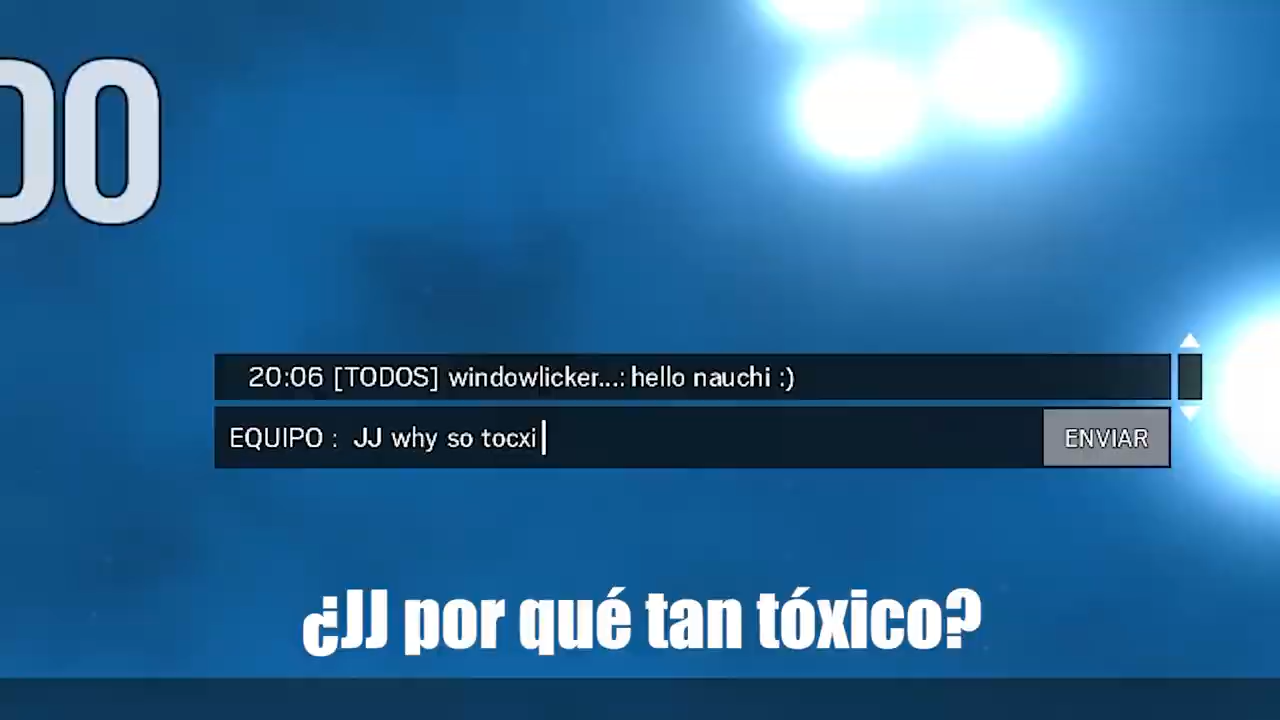 00
20:06 [TODOS] windowlicker...: hello nauchi :)
EQUIPO : JJ why so tocxi
ENVIAR
¿JJ por qué tan tóxico?